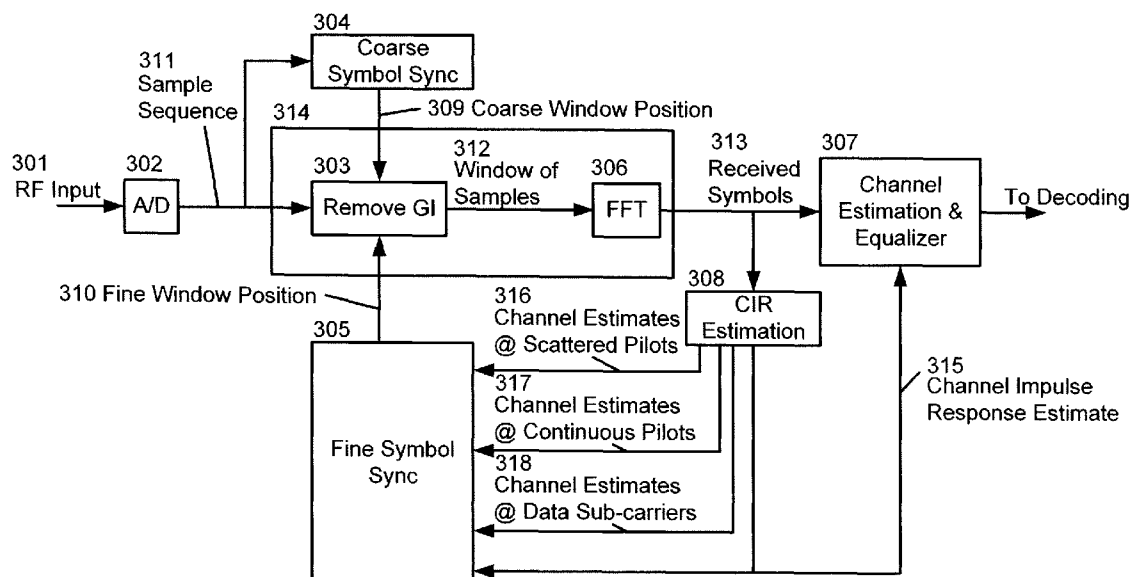 304
Coarse
Symbol Sync
311
Sample
Sequence
309 Coarse Window Position
314
301
RF Input
302
A/D
303
Remove GI
312
Window of
Samples
306
FFT
313
Received
Symbols
307
Channel
Estimation &
Equalizer
To Decoding
310 Fine Window Position
308
CIR
Estimation
305
Fine Symbol
Sync
316
Channel Estimates
@ Scattered Pilots
317
Channel Estimates
@ Continuous Pilots
318
Channel Estimates
@ Data Sub-carriers
315
Channel Impulse
Response Estimate